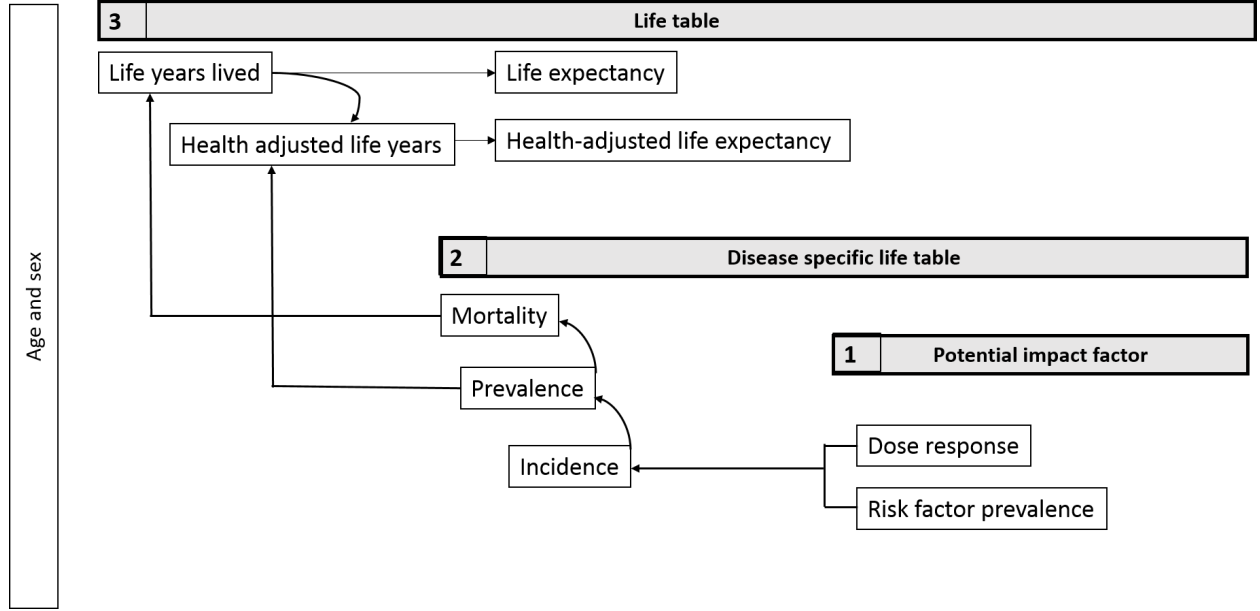 3 Life table
Life years lived
Life expectancy
Health adjusted life years
Health-adjusted life expectancy
Age and sex
2 Disease specific life table
Mortality
1 Potential impact factor
Prevalence
Dose response
Incidence
Risk factor prevalence